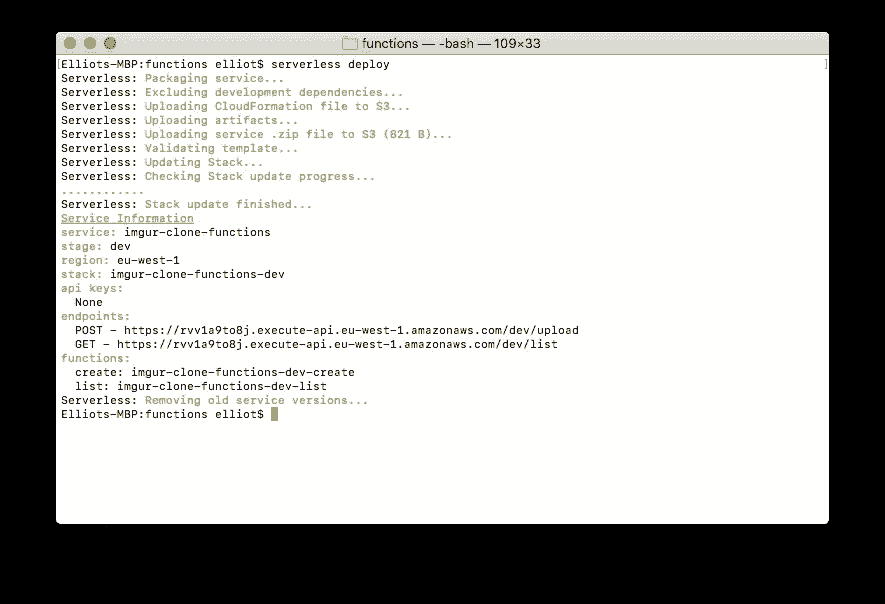 functions — -bash — 109×33
[Elliots-MBP:functions elliot$ serverless deploy ]
Serverless: Packaging service...
Serverless: Excluding development dependencies...
Serverless: Uploading CloudFormation file to S3...
Serverless: Uploading artifacts...
Serverless: Uploading service .zip file to S3 (821 B)...
Serverless: Validating template...
Serverless: Updating Stack...
Serverless: Checking Stack update progress...
............
Serverless: Stack update finished...
Service Information
service: imgur-clone-functions
stage: dev
region: eu-west-1
stack: imgur-clone-functions-dev
api keys:
  None
endpoints:
  POST - https://rvv1a9to8j.execute-api.eu-west-1.amazonaws.com/dev/upload
  GET - https://rvv1a9to8j.execute-api.eu-west-1.amazonaws.com/dev/list
functions:
  create: imgur-clone-functions-dev-create
  list: imgur-clone-functions-dev-list
Serverless: Removing old service versions...
Elliots-MBP:functions elliot$